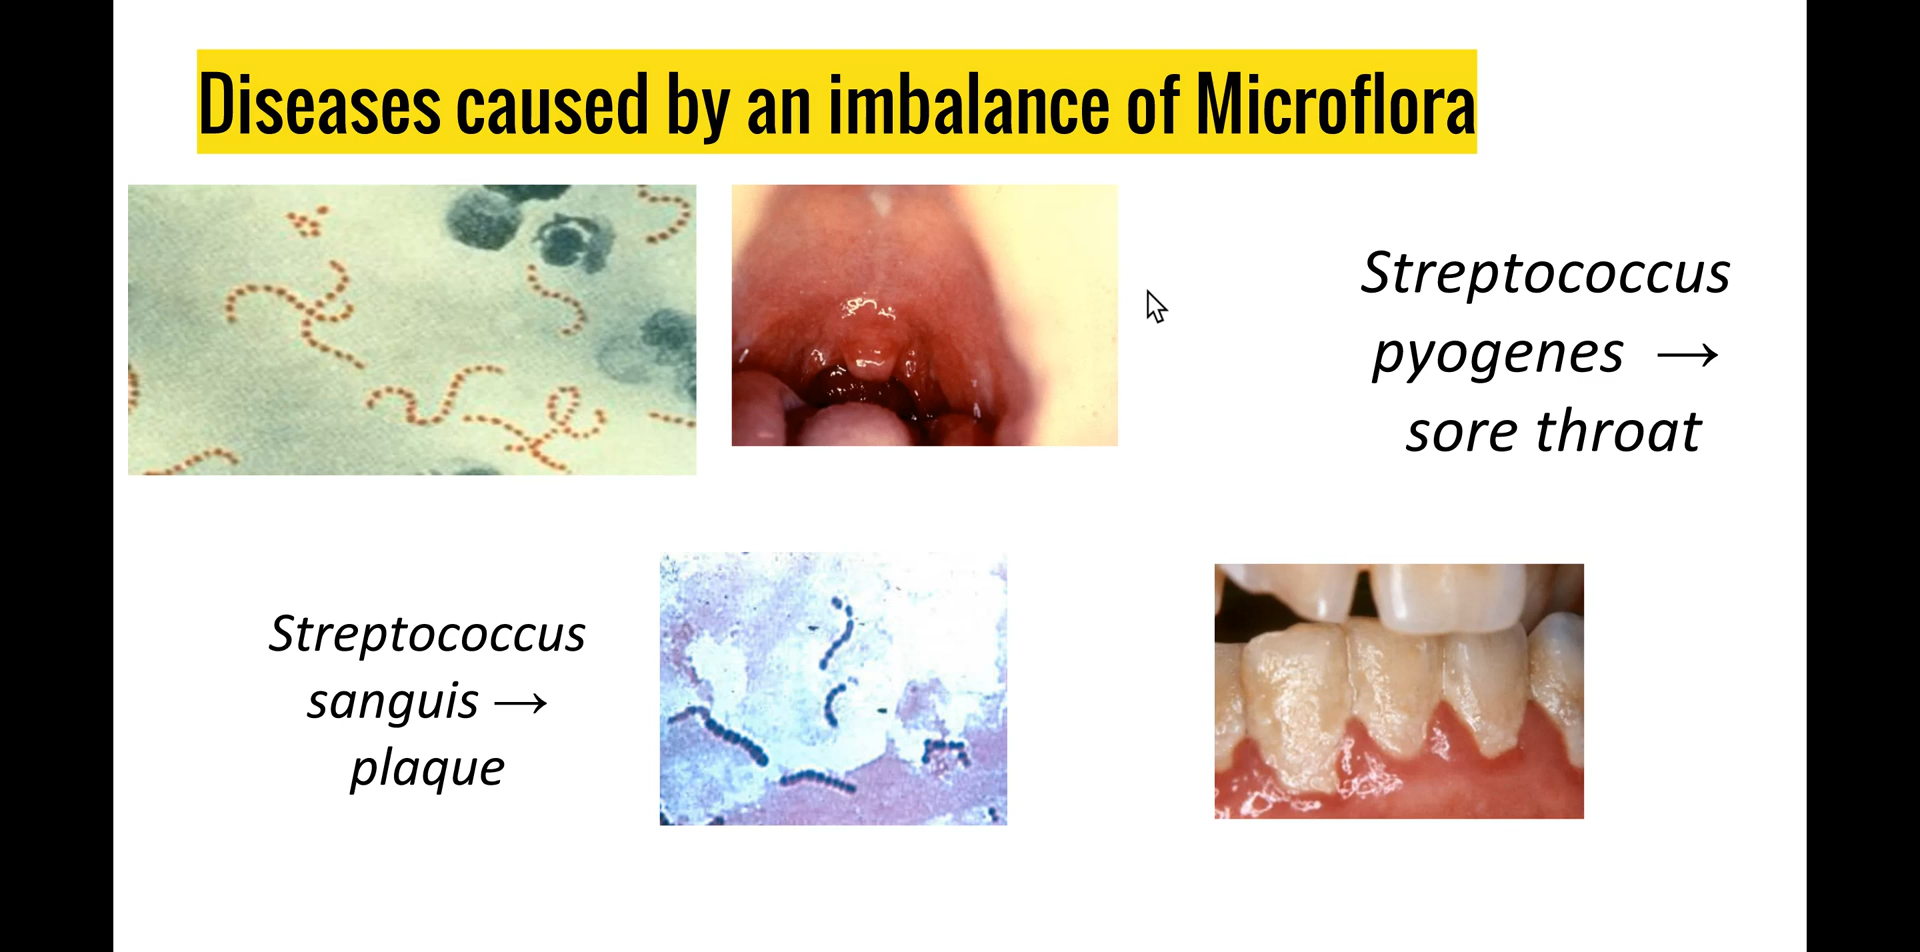 Diseases caused by an imbalance of Microflora
Streptococcus
pyogenes →
sore throat
Streptococcus
sanguis →
plaque